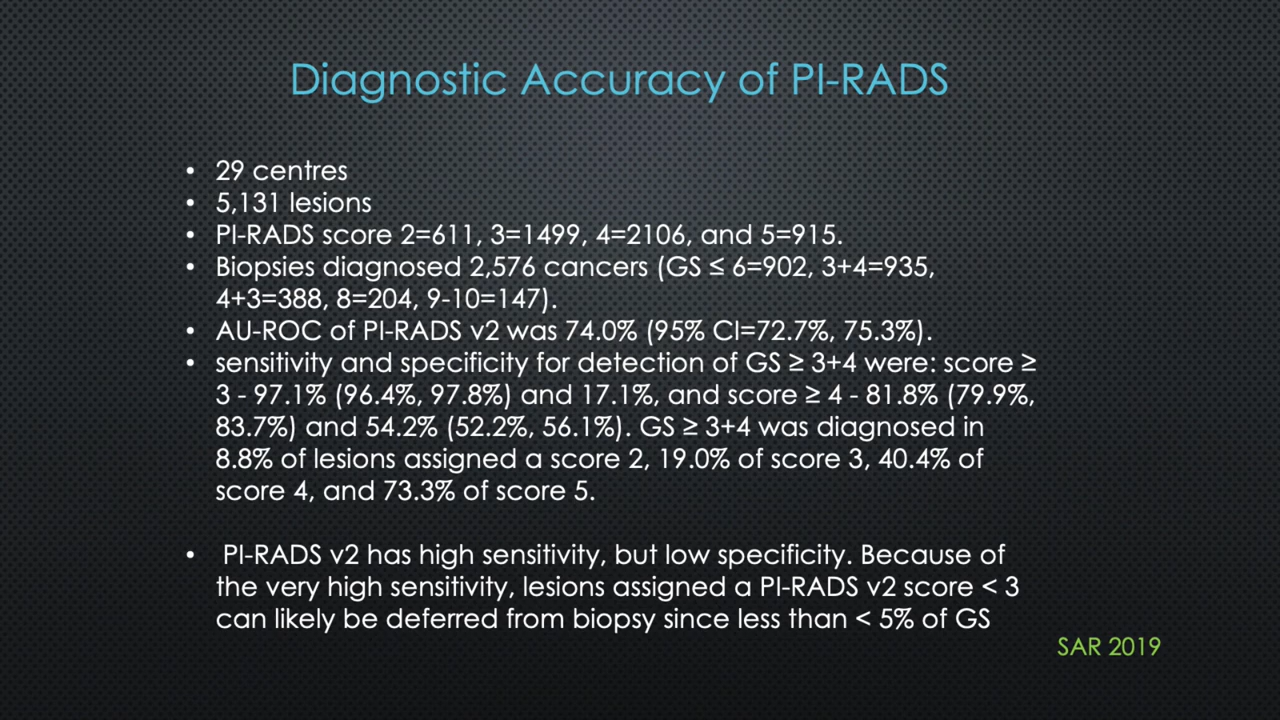 Diagnostic Accuracy of PI-RADS
• 29 centres
• 5,131 lesions
• PI-RADS score 2=611, 3=1499, 4=2106, and 5=915.
• Biopsies diagnosed 2,576 cancers (GS ≤ 6=902, 3+4=935,
4+3=388, 8=204, 9-10=147).
• AU-ROC of PI-RADS v2 was 74.0% (95% CI=72.7%, 75.3%).
• sensitivity and specificity for detection of GS ≥ 3+4 were: score ≥
3 - 97.1% (96.4%, 97.8%) and 17.1%, and score ≥ 4 - 81.8% (79.9%,
83.7%) and 54.2% (52.2%, 56.1%). GS ≥ 3+4 was diagnosed in
8.8% of lesions assigned a score 2, 19.0% of score 3, 40.4% of
score 4, and 73.3% of score 5.
• PI-RADS v2 has high sensitivity, but low specificity. Because of
the very high sensitivity, lesions assigned a PI-RADS v2 score < 3
can likely be deferred from biopsy since less than < 5% of GS
SAR 2019